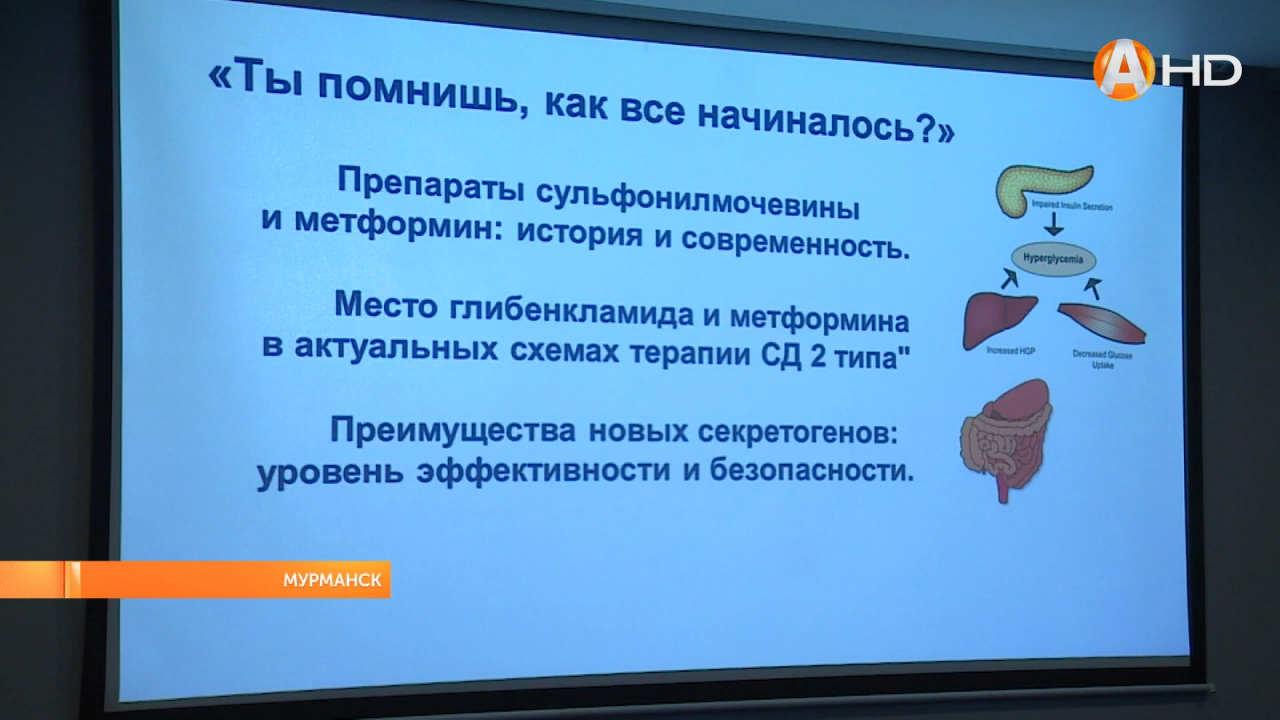 А HD
«Ты помнишь, как все начиналось?»
Препараты сульфонилмочевины
и метформин: история и современность.
Место глибенкламида и метформина
в актуальных схемах терапии СД 2 типа"
Преимущества новых секретогенов:
уровень эффективности и безопасности.
Impaired Insulin Secretion
Hyperglycemia
Increased HGP
Decreased Glucose
Uptake
МУРМАНСК